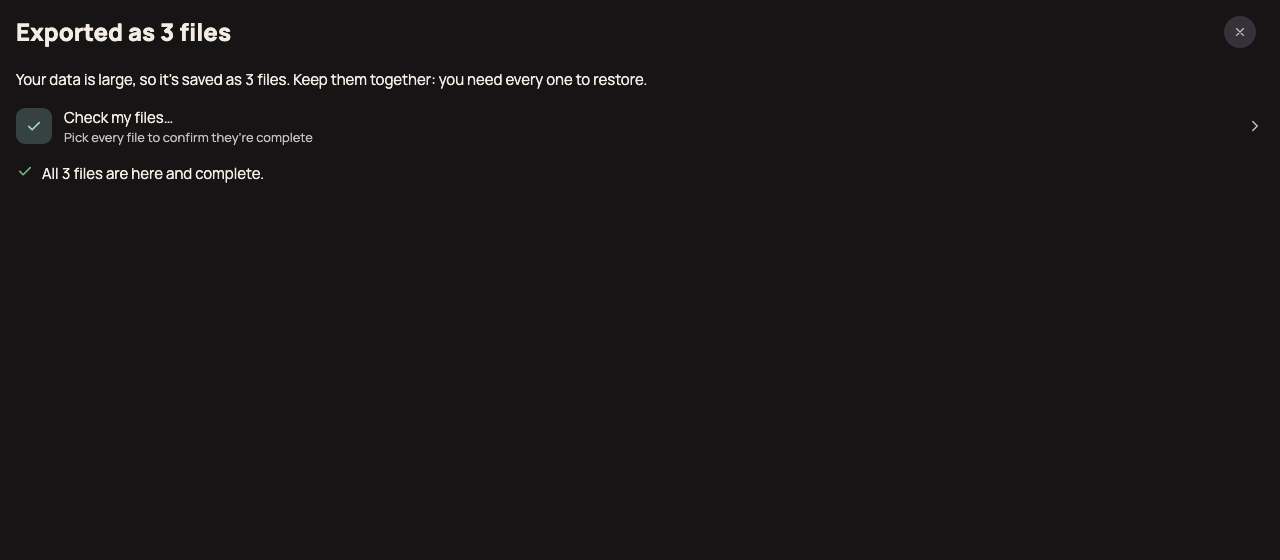 Exported as 3 files
Your data is large, so it's saved as 3 files. Keep them together: you need every one to restore.
Check my files…
Pick every file to confirm they're complete
All 3 files are here and complete.